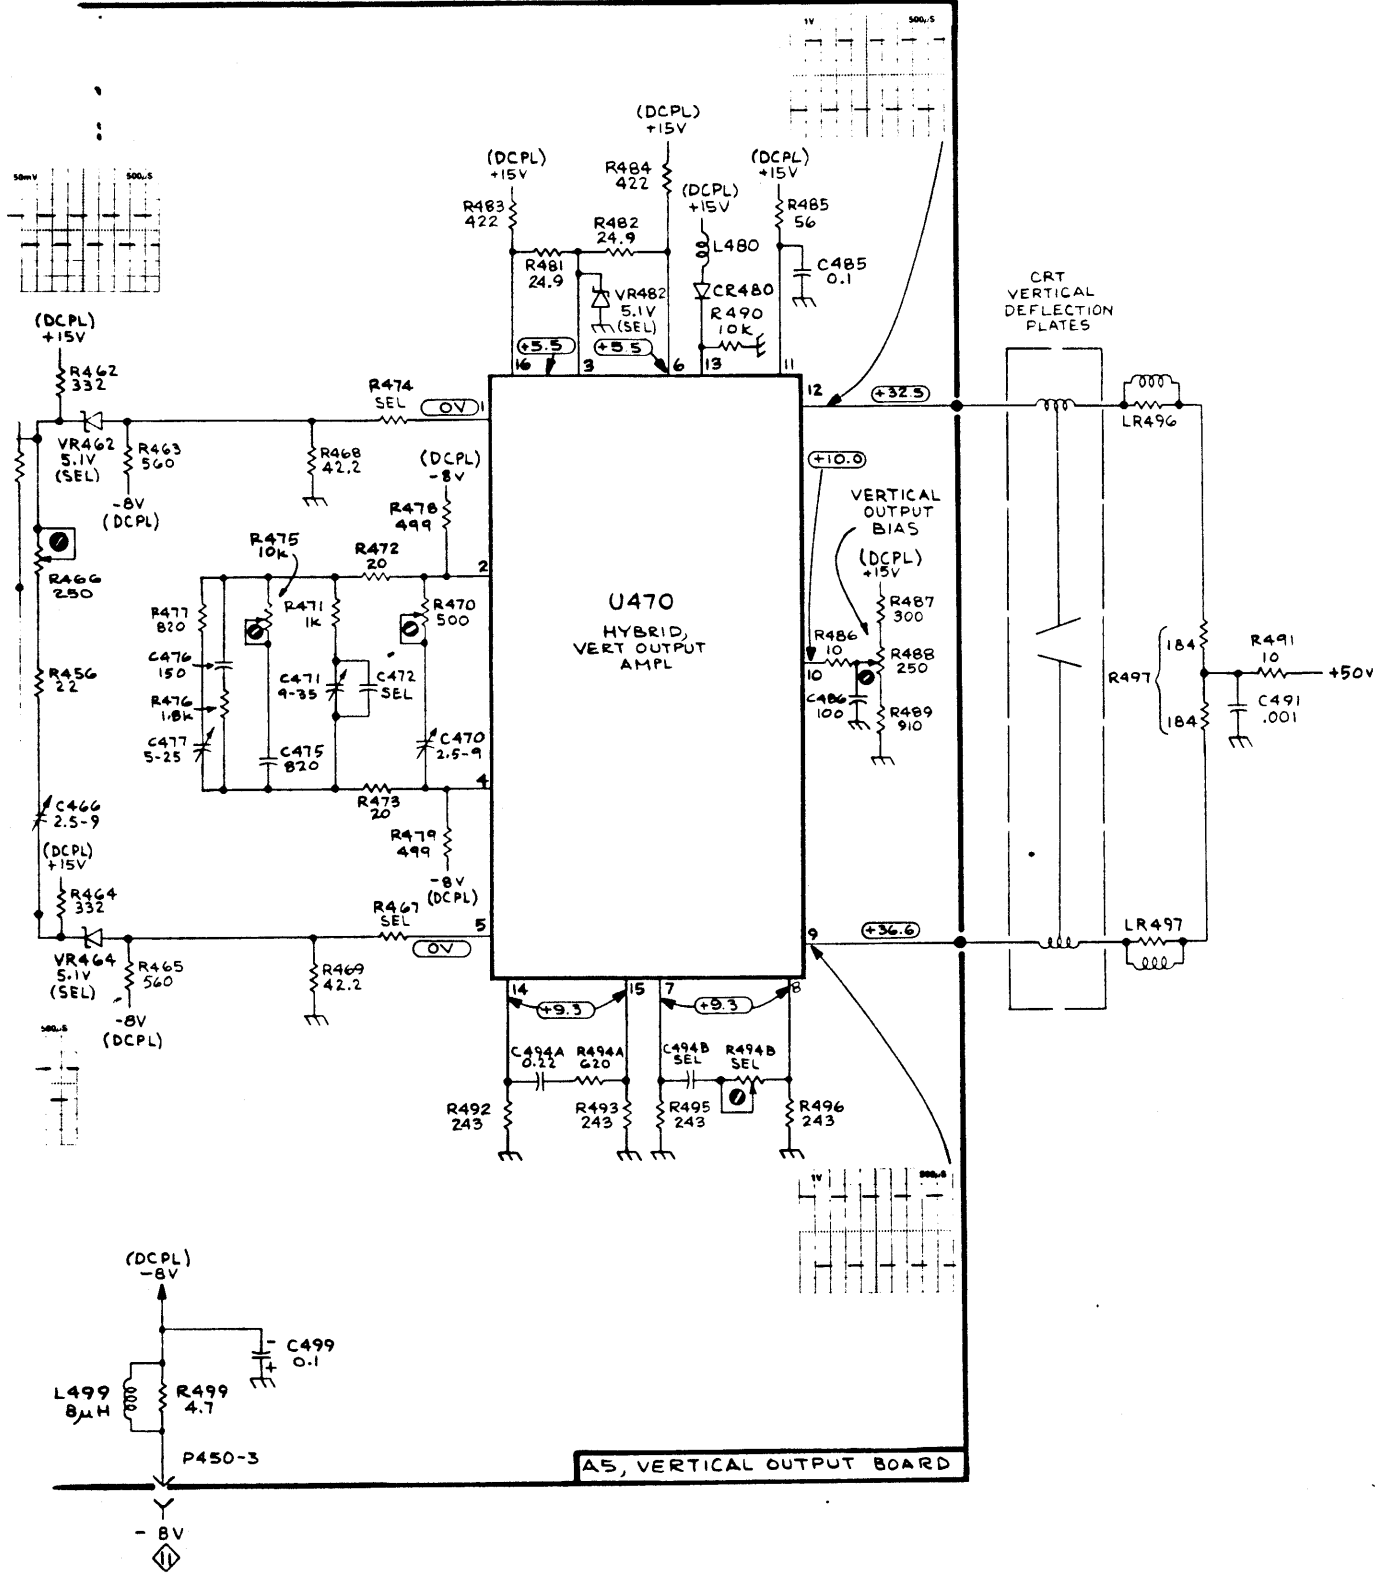 1V 500µS
(DCPL)
+15V
(DCPL)
+15V
R484
422
(DCPL)
+15V
50mV 500µS
R483
422
(DCPL)
+15V
R485
56
R482
24.9
L480
R481
24.9
C485
0.1
VR482
5.1V
(SEL)
CR480
R490
10K
CRT
VERTICAL
DEFLECTION
PLATES
(DCPL)
+15V
+5.5
+5.5
16
3
6
13
11
R462
332
R474
SEL
0V
1
12
+32.5
LR496
VR462
5.1V
(SEL)
R463
560
R468
42.2
(DCPL)
-8V
+10.0
-8V
(DCPL)
R478
499
VERTICAL
OUTPUT
BIAS
R475
10K
R472
20
(DCPL)
+15V
R466
250
2
U470
HYBRID,
VERT OUTPUT
AMPL
R477
820
R471
1K
R470
500
R487
300
R486
10
C476
150
R456
22
C471
9-35
C472
SEL
10
R488
250
184
R491
10
R497
+50V
R476
1.8K
C486
100
R489
910
C491
.001
184
C477
5-25
C475
820
C470
2.5-9
4
C466
2.5-9
R473
20
R479
499
(DCPL)
+15V
-8V
(DCPL)
R464
332
R467
SEL
5
0V
9
+36.6
LR497
VR464
5.1V
(SEL)
R465
560
R469
42.2
-8V
(DCPL)
14
15
7
8
+9.3
+9.3
500µS
C494A
0.22
R494A
620
C494B
SEL
R494B
SEL
R492
243
R493
243
R495
243
R496
243
1V 500µS
(DCPL)
-8V
- C499
+ 0.1
L499
8µH
R499
4.7
P450-3
A5, VERTICAL OUTPUT BOARD
-8V
11